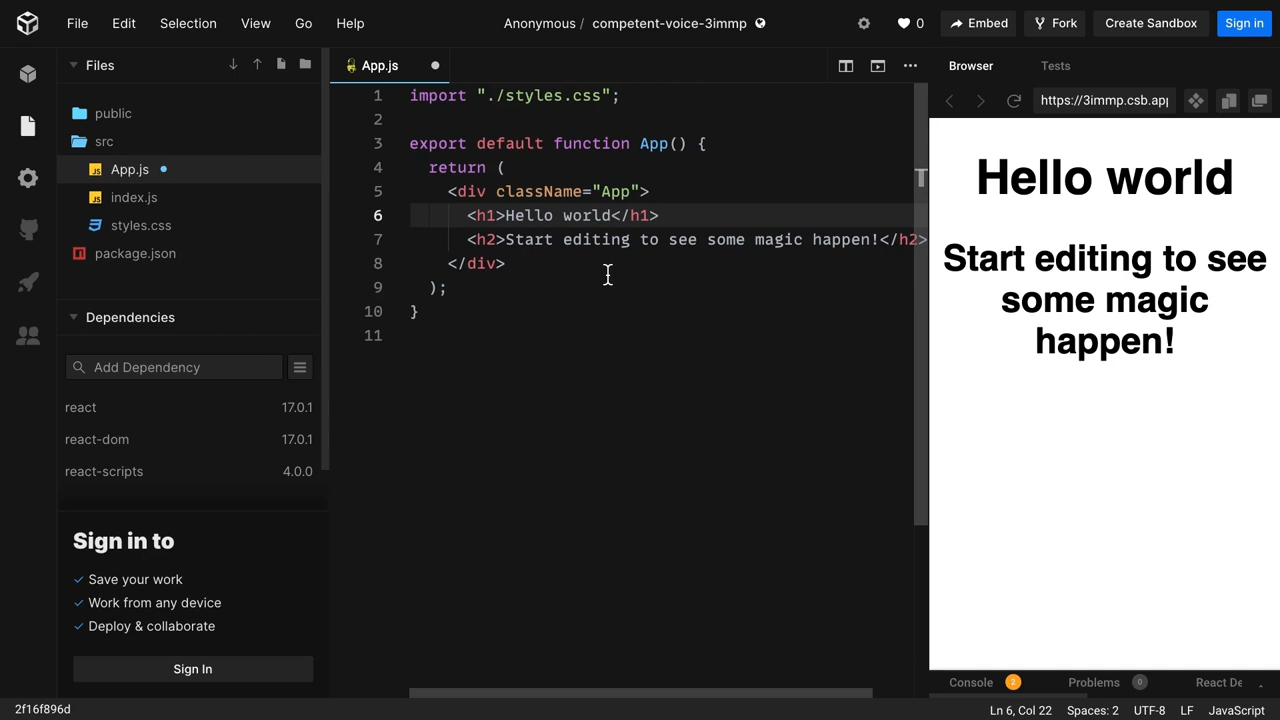 File Edit Selection View Go Help
Anonymous / competent-voice-3immp
0
Embed
Fork
Create Sandbox
Sign in
Files
public
src
App.js
index.js
styles.css
package.json
Dependencies
Add Dependency
react 17.0.1
react-dom 17.0.1
react-scripts 4.0.0
Sign in to
Save your work
Work from any device
Deploy & collaborate
Sign In
2f16f896d
App.js
1 import "./styles.css";
2
3 export default function App() {
4 return (
5 <div className="App">
6 <h1>Hello world</h1>
7 <h2>Start editing to see some magic happen!</h2>
8 </div>
9 );
10 }
11
Browser Tests
https://3immp.csb.app
Hello world
Start editing to see
some magic
happen!
Console 2 Problems 0 React De
Ln 6, Col 22 Spaces: 2 UTF-8 LF JavaScript